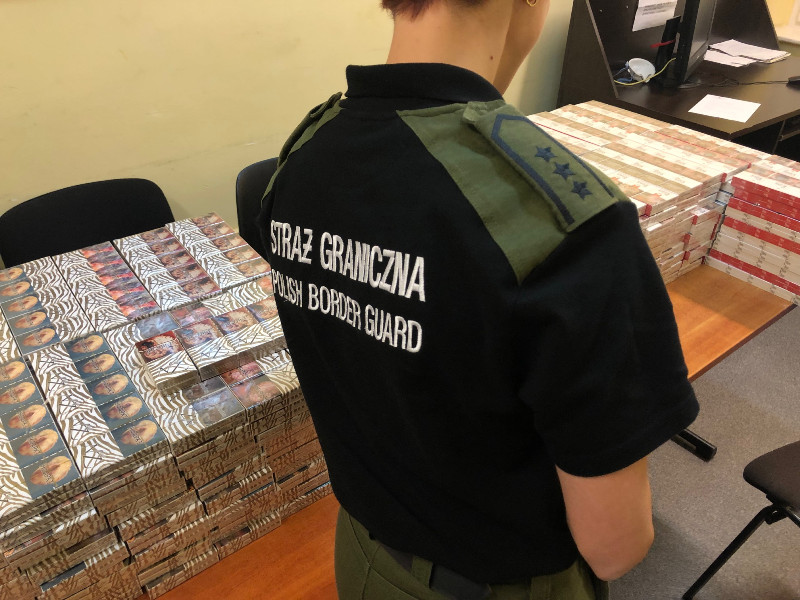 STRAŻ GRANICZNA
POLISH BORDER GUARD